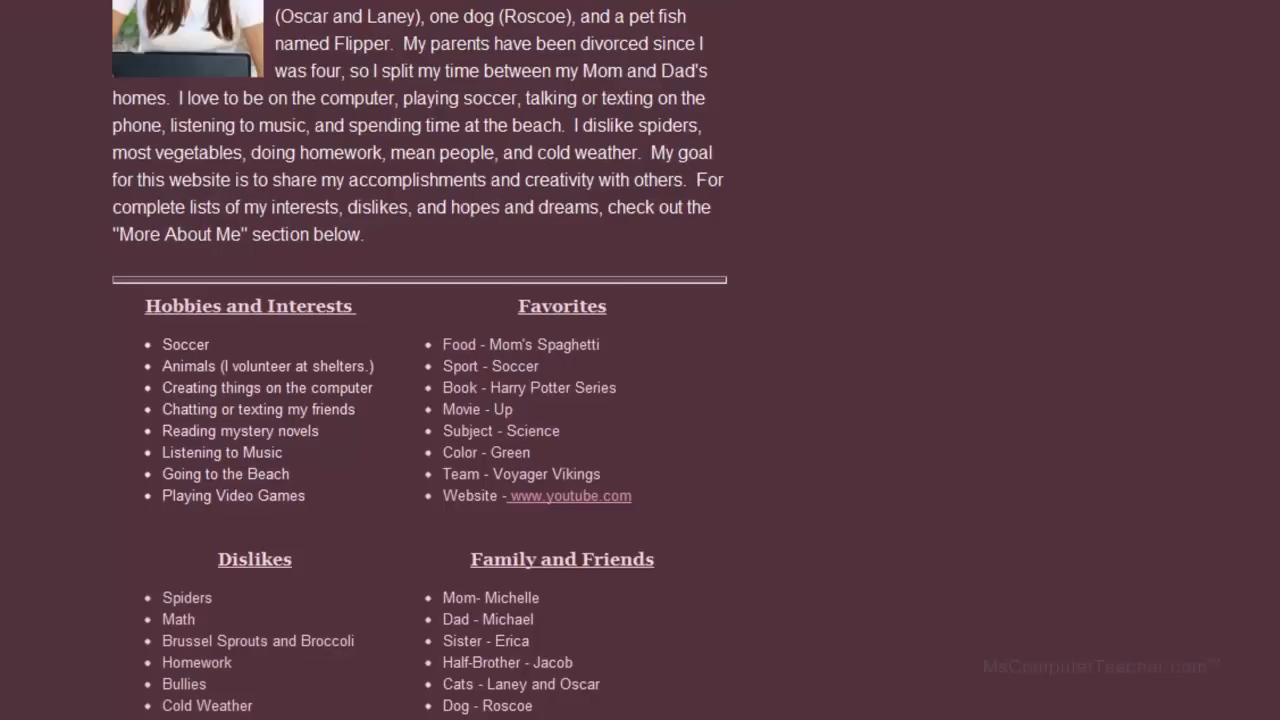 (Oscar and Laney), one dog (Roscoe), and a pet fish
named Flipper.  My parents have been divorced since I
was four, so I split my time between my Mom and Dad's
homes.  I love to be on the computer, playing soccer, talking or texting on the
phone, listening to music, and spending time at the beach.  I dislike spiders,
most vegetables, doing homework, mean people, and cold weather.  My goal
for this website is to share my accomplishments and creativity with others.  For
complete lists of my interests, dislikes, and hopes and dreams, check out the
"More About Me" section below.
Hobbies and Interests
Soccer
Animals (I volunteer at shelters.)
Creating things on the computer
Chatting or texting my friends
Reading mystery novels
Listening to Music
Going to the Beach
Playing Video Games
Favorites
Food - Mom's Spaghetti
Sport - Soccer
Book - Harry Potter Series
Movie - Up
Subject - Science
Color - Green
Team - Voyager Vikings
Website - www.youtube.com
Dislikes
Spiders
Math
Brussel Sprouts and Broccoli
Homework
Bullies
Cold Weather
Family and Friends
Mom- Michelle
Dad - Michael
Sister - Erica
Half-Brother - Jacob
Cats - Laney and Oscar
Dog - Roscoe
MsComputerTeacher.com™